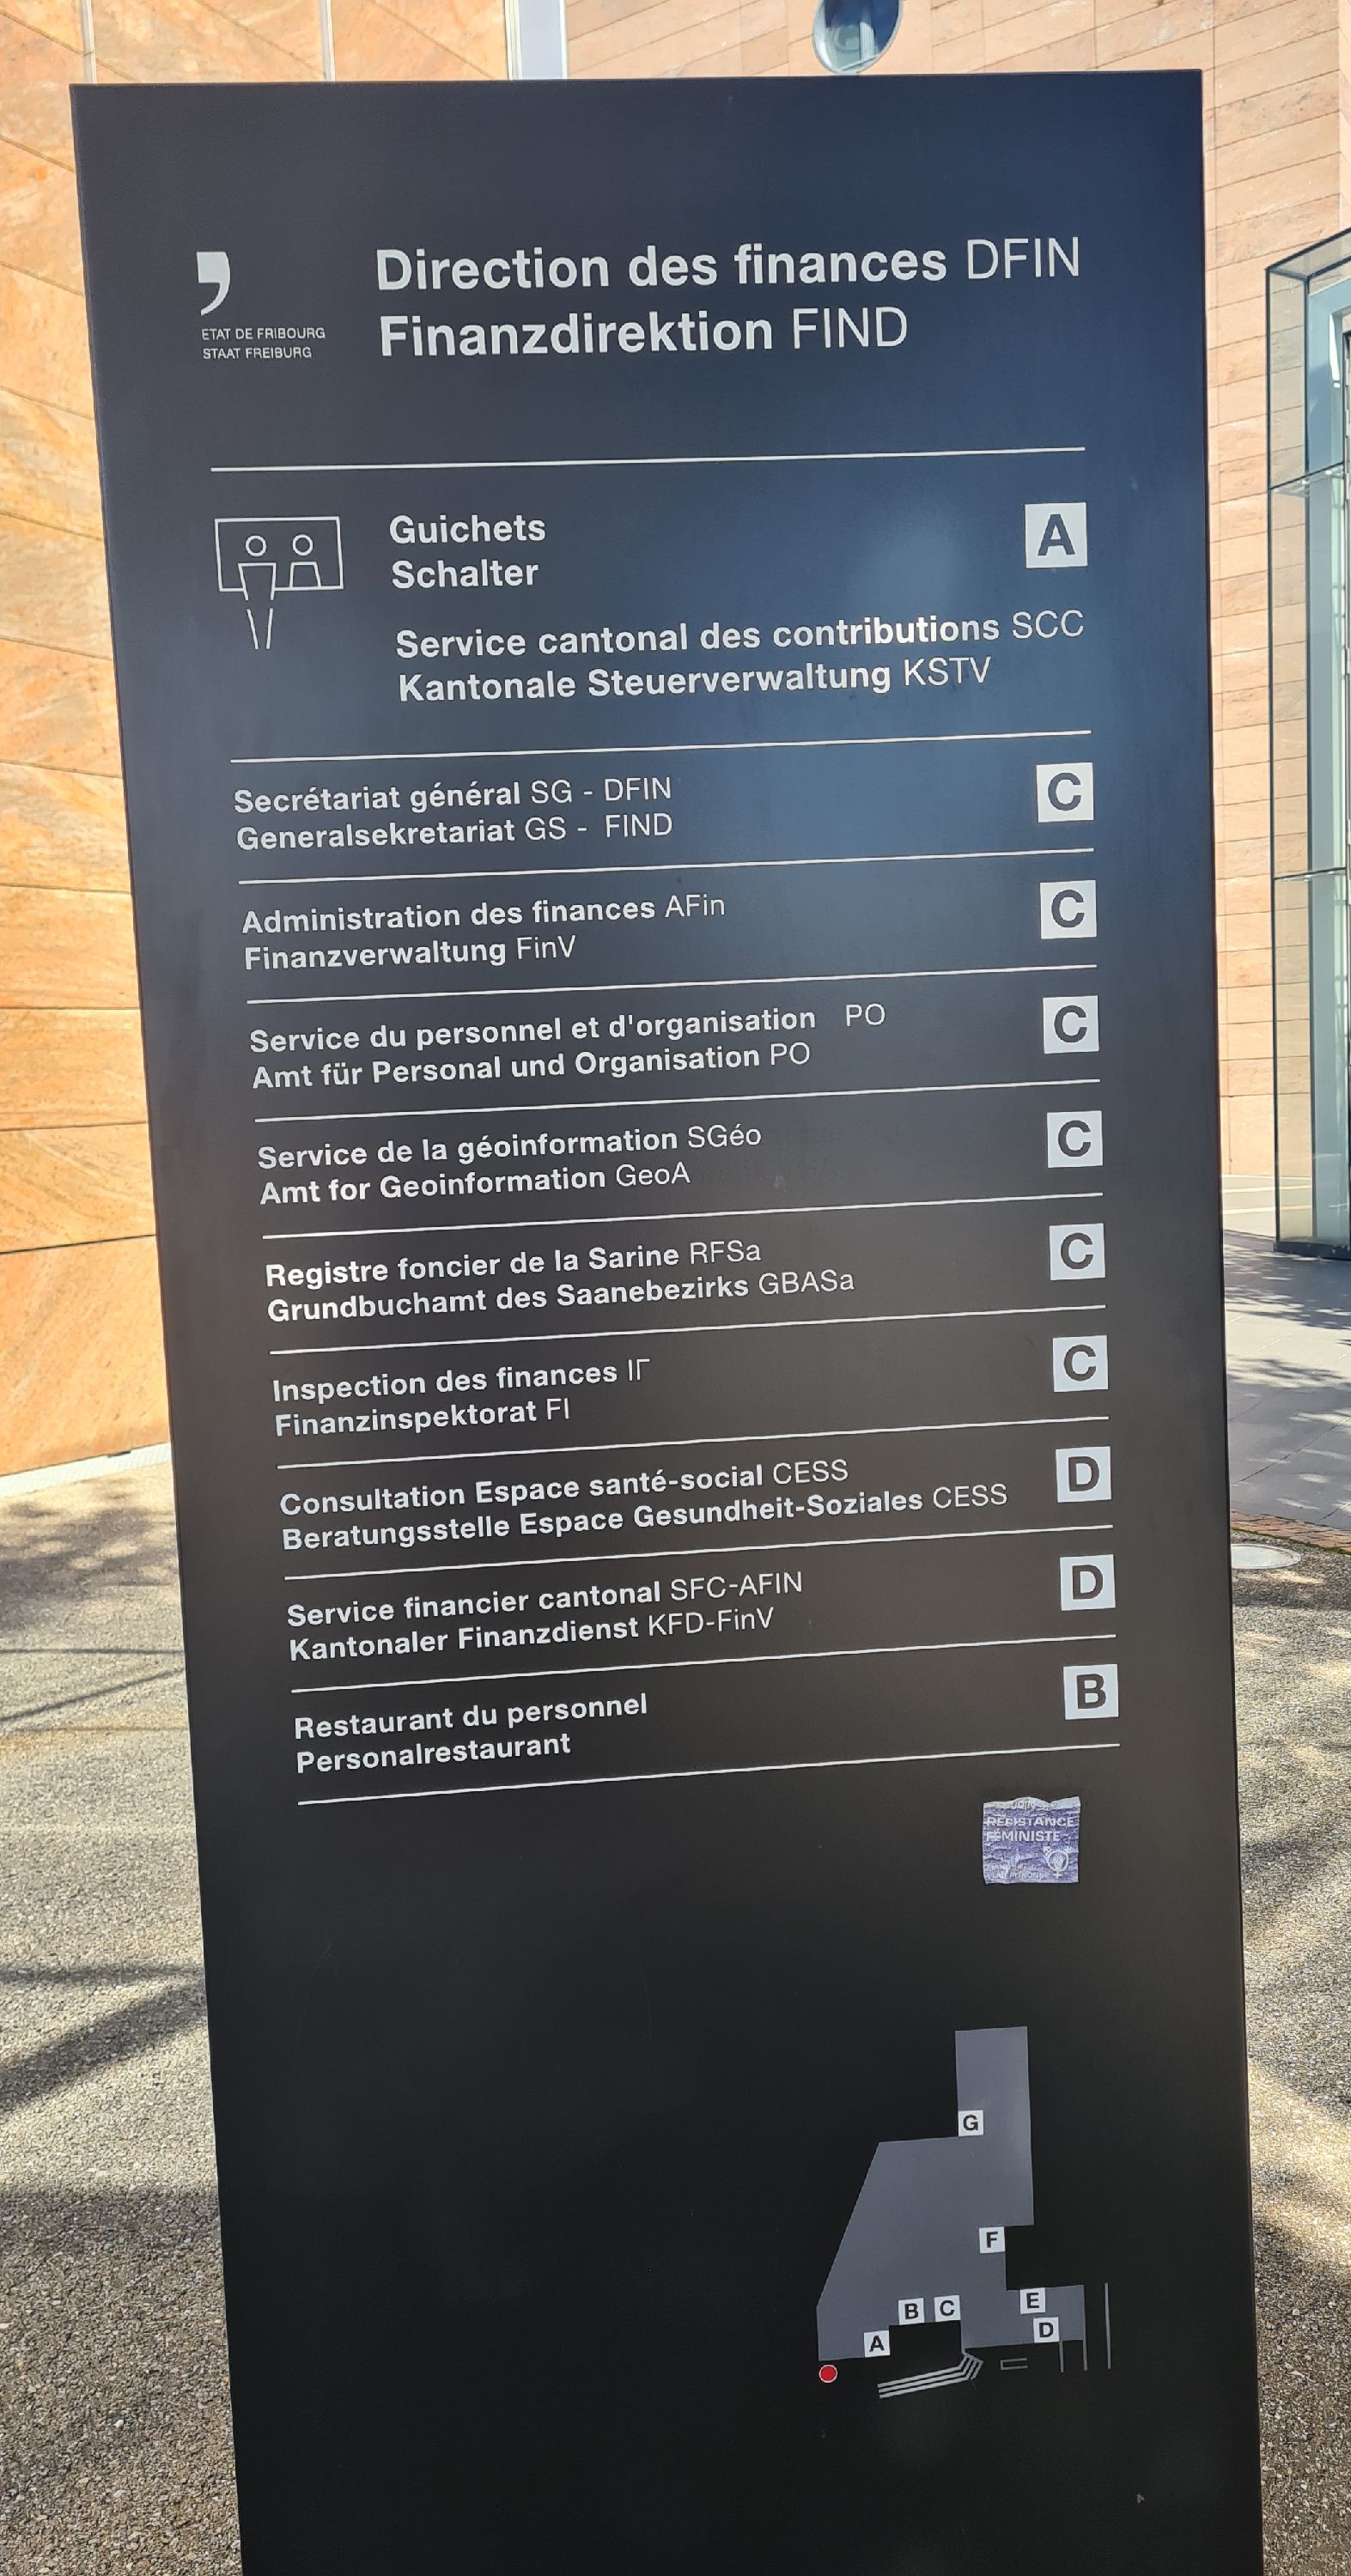 ETAT DE FRIBOURG
STAAT FREIBURG
Direction des finances DFIN
Finanzdirektion FIND
Guichets
Schalter
A
Service cantonal des contributions SCC
Kantonale Steuerverwaltung KSTV
Secrétariat général SG - DFIN
Generalsekretariat GS - FIND
C
Administration des finances AFin
Finanzverwaltung FinV
C
Service du personnel et d'organisation PO
Amt für Personal und Organisation PO
C
Service de la géoinformation SGéo
Amt for Geoinformation GeoA
C
Registre foncier de la Sarine RFSa
Grundbuchamt des Saanebezirks GBASa
C
Inspection des finances
Finanzinspektorat FI
C
Consultation Espace santé-social CESS
Beratungsstelle Espace Gesundheit-Soziales CESS
D
Service financier cantonal SFC-AFIN
Kantonaler Finanzdienst KFD-FinV
D
Restaurant du personnel
Personalrestaurant
B
RÉSISTANCE
FÉMINISTE
G
F
E
B C
D
A